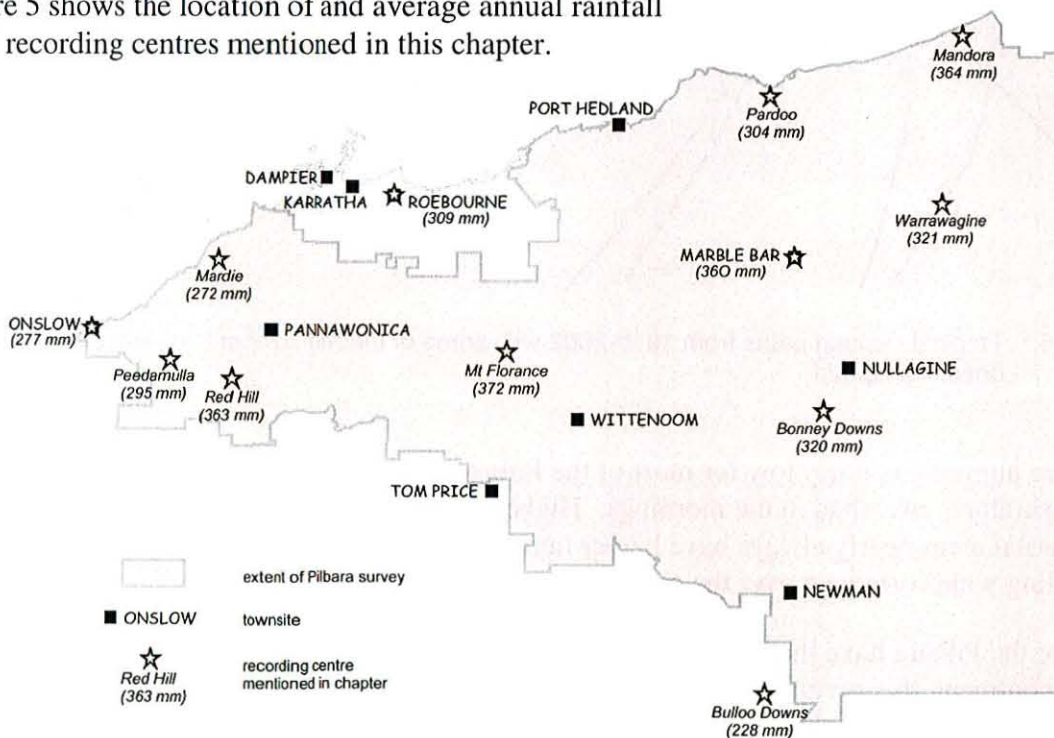 e 5 shows the location of and average annual rainfall
recording centres mentioned in this chapter.
Mandora
(364 mm)
PORT HEDLAND
Pardoo
(304 mm)
DAMPIER
KARRATHA
ROEBOURNE
(309 mm)
Warrawagine
(321 mm)
MARBLE BAR
(360 mm)
Mardie
(272 mm)
ONSLOW
(277 mm)
PANNAWONICA
Peedamulla
(295 mm)
Red Hill
(363 mm)
Mt Florance
(372 mm)
NULLAGINE
Bonney Downs
(320 mm)
WITTENOOM
TOM PRICE
extent of Pilbara survey
ONSLOW townsite
NEWMAN
Red Hill
(363 mm)
recording centre
mentioned in chapter
Bulloo Downs
(228 mm)